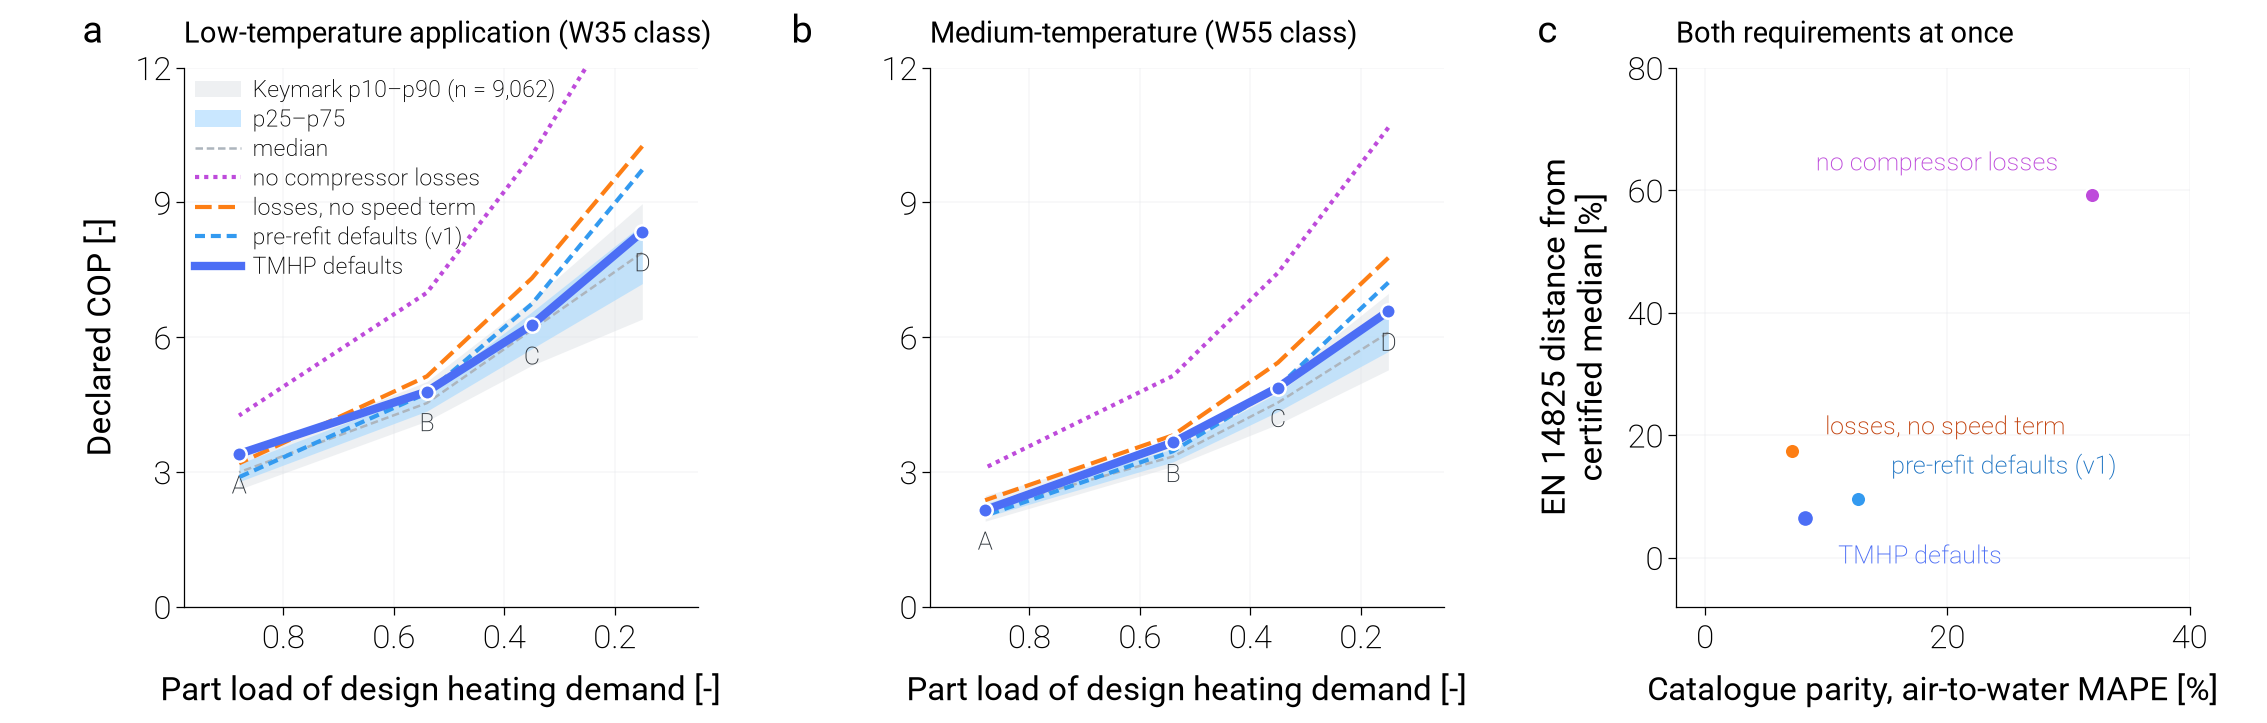 a
Low-temperature application (W35 class)
12
9
6
3
0
Declared COP [-]
Keymark p10–p90 (n = 9,062)
p25–p75
median
no compressor losses
losses, no speed term
pre-refit defaults (v1)
TMHP defaults
A
B
C
D
0.8
0.6
0.4
0.2
Part load of design heating demand [-]
b
Medium-temperature (W55 class)
12
9
6
3
0
A
B
C
D
0.8
0.6
0.4
0.2
Part load of design heating demand [-]
c
Both requirements at once
80
60
40
20
0
EN 14825 distance from
certified median [%]
no compressor losses
losses, no speed term
pre-refit defaults (v1)
TMHP defaults
0
20
40
Catalogue parity, air-to-water MAPE [%]